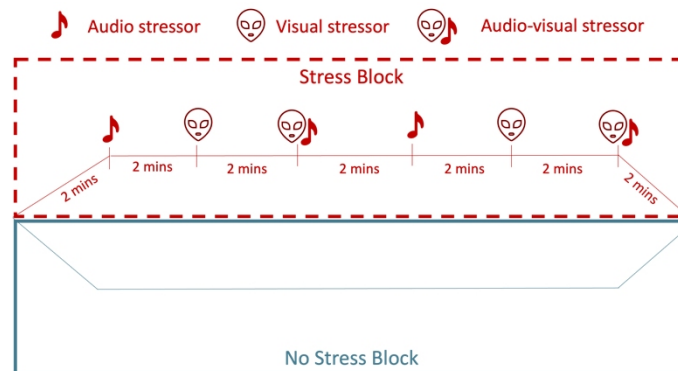 Audio stressor Visual stressor Audio-visual stressor
Stress Block
2 mins 2 mins 2 mins 2 mins 2 mins 2 mins 2 mins
No Stress Block